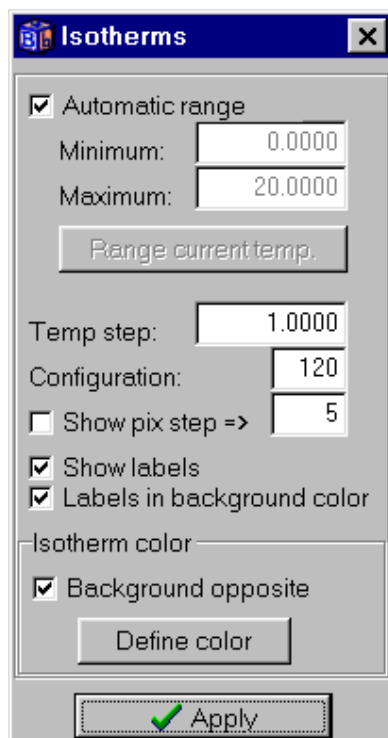 Isotherms
Automatic range
Minimum: 0.0000
Maximum: 20.0000
Range current temp.
Temp step: 1.0000
Configuration: 120
Show pix step => 5
Show labels
Labels in background color
Isotherm color
Background opposite
Define color
Apply